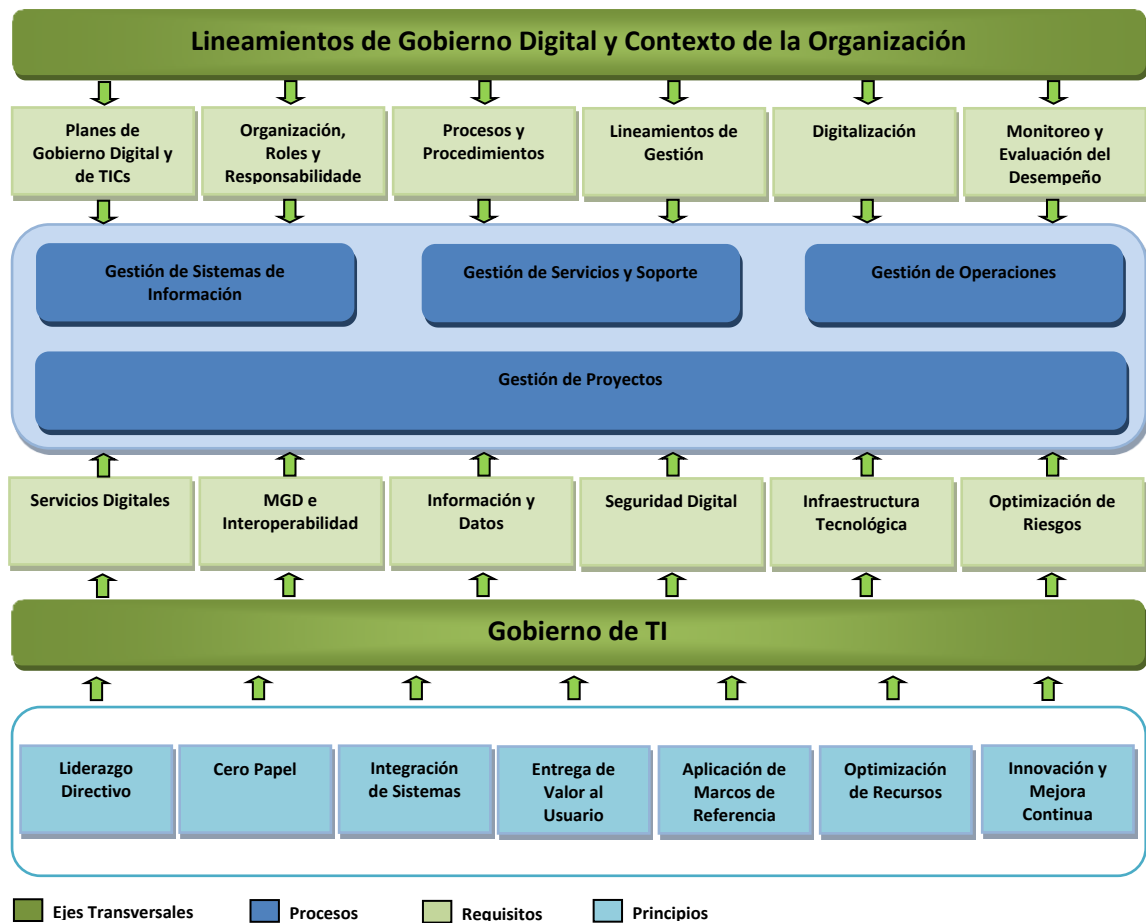 Lineamientos de Gobierno Digital y Contexto de la Organización
Planes de
Gobierno Digital y
de TICs
Organización,
Roles y
Responsabilidade
Procesos y
Procedimientos
Lineamientos de
Gestión
Digitalización
Monitoreo y
Evaluación del
Desempeño
Gestión de Sistemas de
Información
Gestión de Servicios y Soporte
Gestión de Operaciones
Gestión de Proyectos
Servicios Digitales
MGD e
Interoperabilidad
Información y
Datos
Seguridad Digital
Infraestructura
Tecnológica
Optimización de
Riesgos
Gobierno de TI
Liderazgo
Directivo
Cero Papel
Integración
de Sistemas
Entrega de
Valor al
Usuario
Aplicación de
Marcos de
Referencia
Optimización
de Recursos
Innovación y
Mejora
Continua
Ejes Transversales
Procesos
Requisitos
Principios